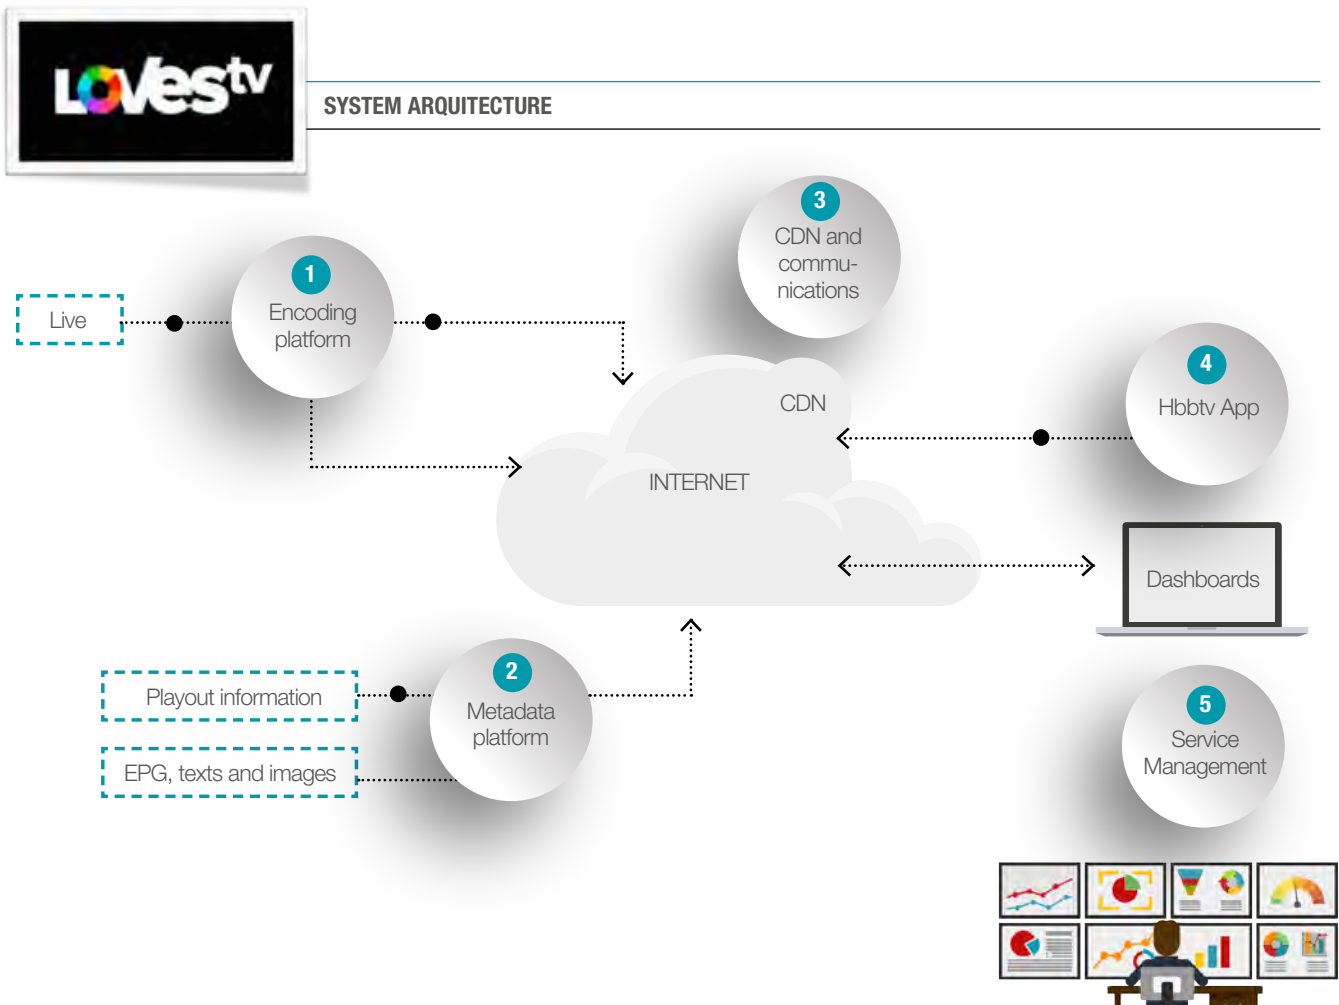 LOVEStv
SYSTEM ARQUITECTURE
3
CDN and
commu-
nications
1
Encoding
platform
Live
4
Hbbtv App
CDN
INTERNET
Dashboards
2
Metadata
platform
Playout information
EPG, texts and images
5
Service
Management